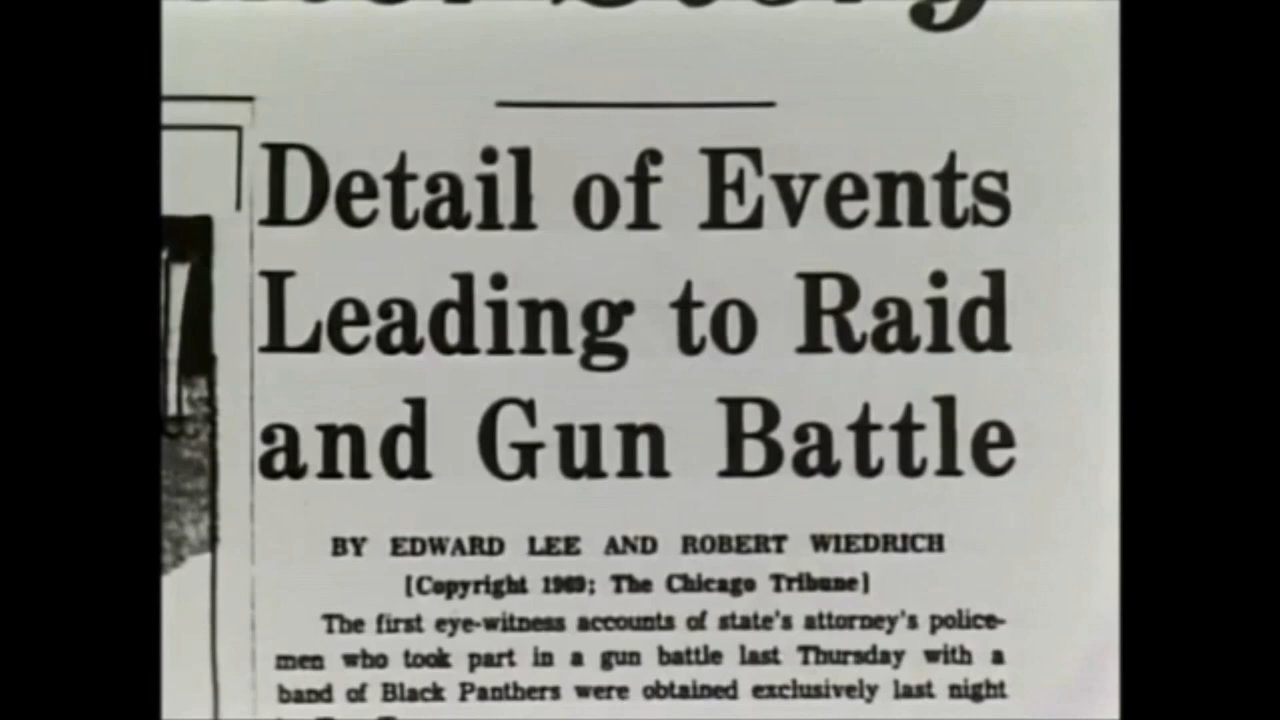 Story
Detail of Events
Leading to Raid
and Gun Battle
BY EDWARD LEE AND ROBERT WIEDRICH
[Copyright 1969; The Chicago Tribune]
The first eye-witness accounts of state's attorney's police-
men who took part in a gun battle last Thursday with a
band of Black Panthers were obtained exclusively last night